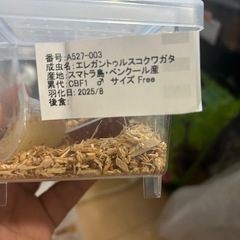 番号: A527-003
成虫名: エレガントゥルスコクワガタ
産地: スマトラ島・ベンクール産
累代: CBF1 ♂ サイズ Free
羽化日: 2025/8
後食: